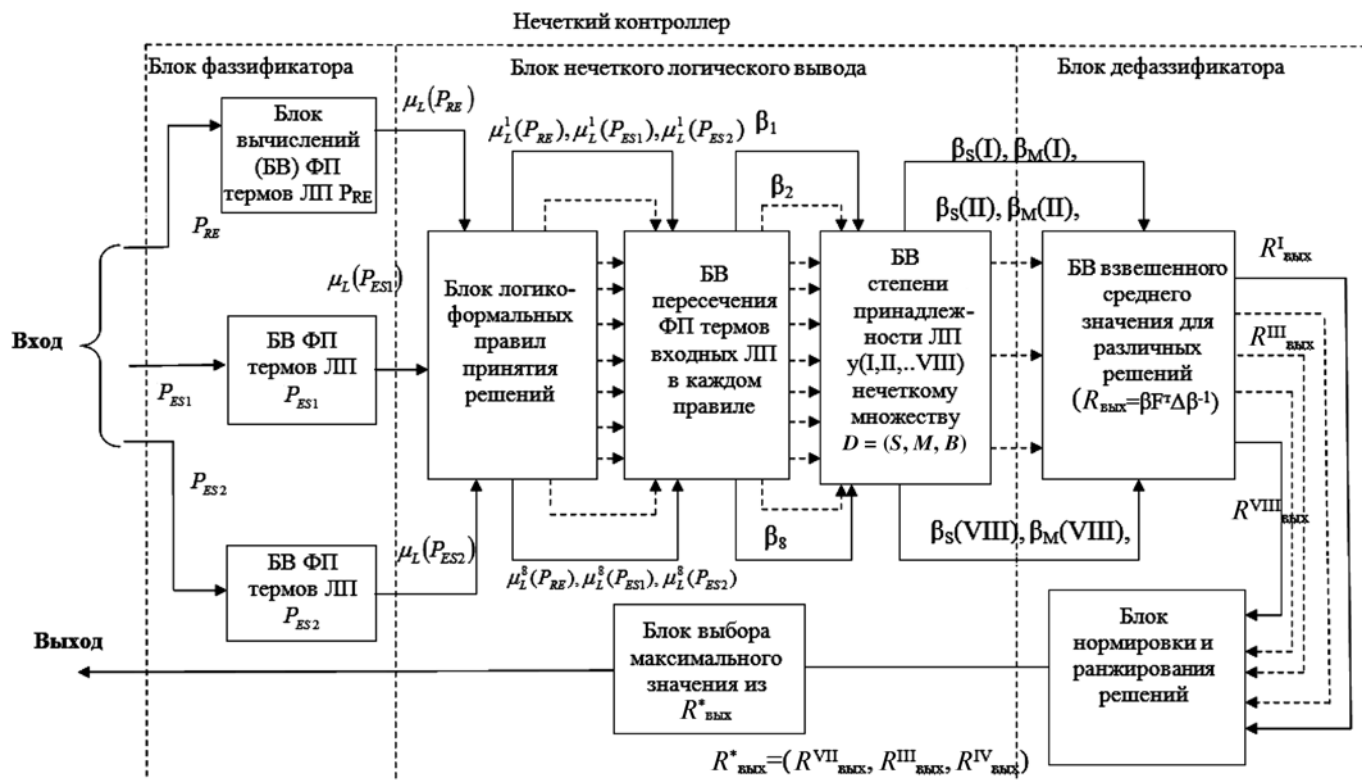 Нечеткий контроллер
Блок фаззификатора
Блок нечеткого логического вывода
Блок дефаззификатора
Блок
вычислений
(БВ) ФП
термов ЛП P_RE
μ_L(P_RE)
μ_L^1(P_RE), μ_L^1(P_ES1), μ_L^1(P_ES2)
β_1
β_2
β_S(I), β_M(I),
β_S(II), β_M(II),
Вход
P_RE
P_ES1
P_ES2
μ_L(P_ES1)
БВ ФП
термов ЛП
P_ES1
Блок логико-
формальных
правил
принятия
решений
БВ
пересечения
ФП термов
входных ЛП
в каждом
правиле
БВ
степени
принадлеж-
ности ЛП
y(I,II,..VIII)
нечеткому
множеству
D = (S, M, B)
БВ взвешенного
среднего
значения для
различных
решений
(R_вых=βF^τΔβ^-1)
R^I_вых
R^III_вых
R^VIII_вых
μ_L(P_ES2)
БВ ФП
термов ЛП
P_ES2
μ_L^8(P_RE), μ_L^8(P_ES1), μ_L^8(P_ES2)
β_8
β_S(VIII), β_M(VIII),
Выход
Блок выбора
максимального
значения из
R^*_вых
Блок
нормировки и
ранжирования
решений
R^*_вых=(R^VII_вых, R^III_вых, R^IV_вых)